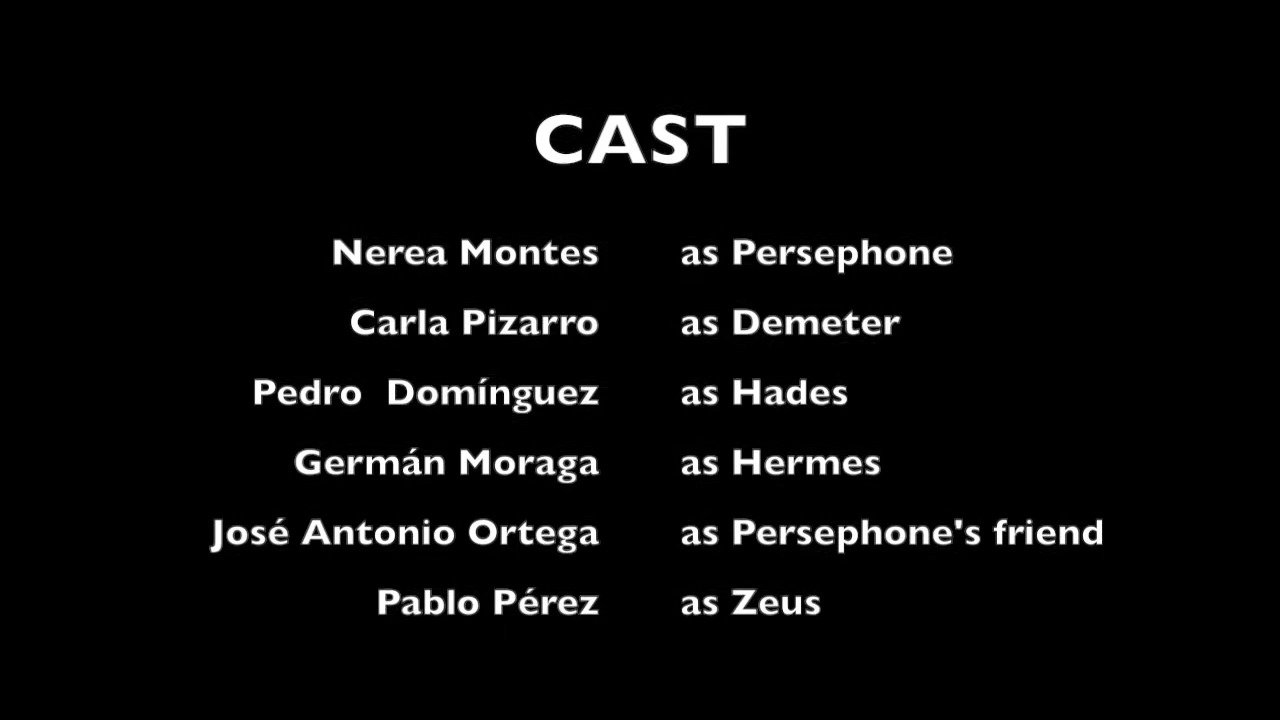 CAST
Nerea Montes as Persephone
Carla Pizarro as Demeter
Pedro Domínguez as Hades
Germán Moraga as Hermes
José Antonio Ortega as Persephone's friend
Pablo Pérez as Zeus